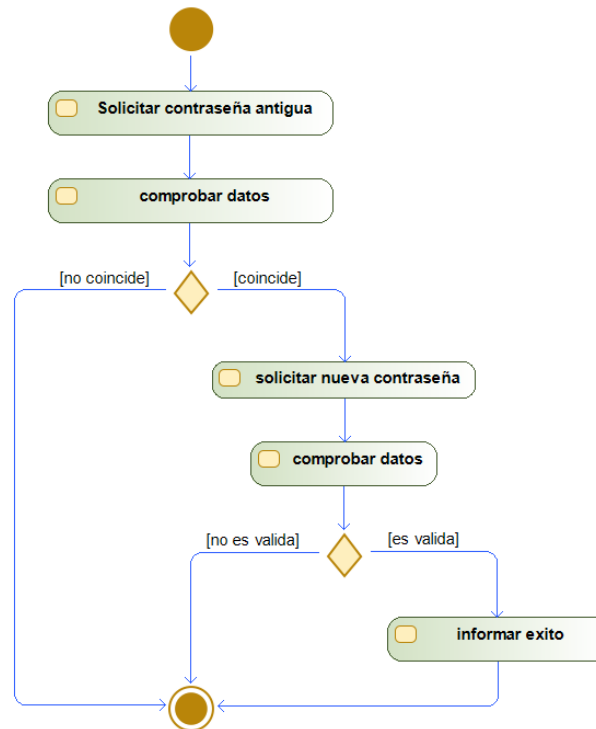 Solicitar contraseña antigua
comprobar datos
[no coincide]
[coincide]
solicitar nueva contraseña
comprobar datos
[no es valida]
[es valida]
informar exito